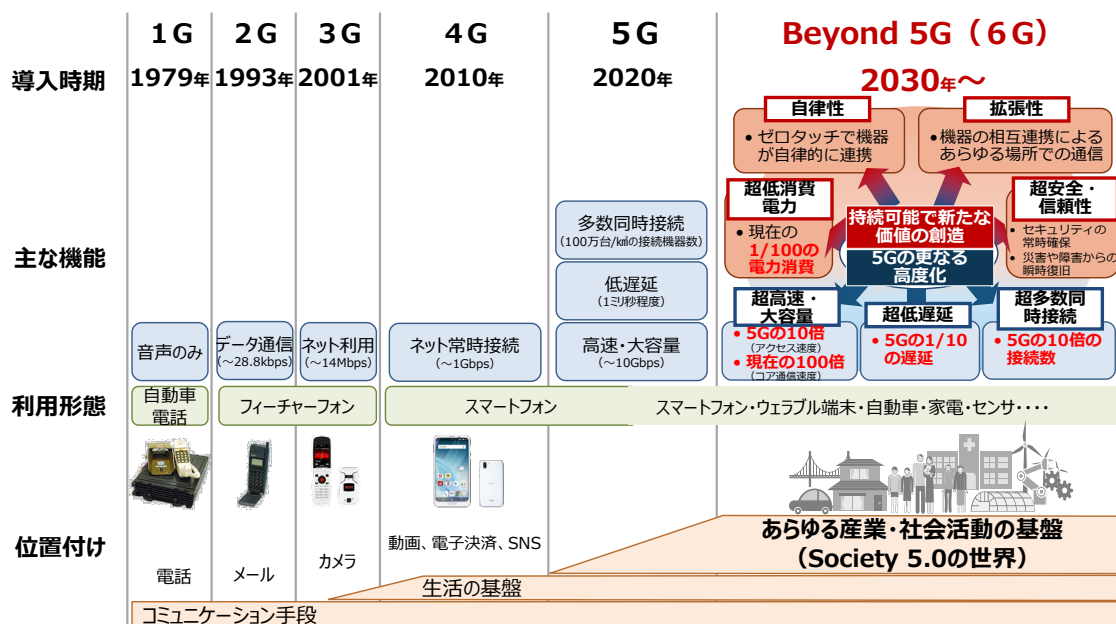 1G
2G
3G
4G
5G
Beyond 5G（6G）
導入時期
1979年
1993年
2001年
2010年
2020年
2030年～
自律性
• ゼロタッチで機器
が自律的に連携
拡張性
• 機器の相互連携による
あらゆる場所での通信
超低消費
電力
• 現在の
1/100の
電力消費
持続可能で新たな
価値の創造
5Gの更なる
高度化
超安全・
信頼性
• セキュリティの
常時確保
• 災害や障害からの
瞬時復旧
主な機能
音声のみ
データ通信
（～28.8kbps）
ネット利用
（～14Mbps）
ネット常時接続
（～1Gbps）
多数同時接続
（100万台/㎢の接続機器数）
低遅延
（1ミリ秒程度）
高速・大容量
（～10Gbps）
超高速・
大容量
• 5Gの10倍
（アクセス速度）
• 現在の100倍
（コア通信速度）
超低遅延
• 5Gの1/10
の遅延
超多数同
時接続
• 5Gの10倍の
接続数
利用形態
自動車
電話
フィーチャーフォン
スマートフォン
スマートフォン・ウェラブル端末・自動車・家電・センサ・・・・
位置付け
電話
メール
カメラ
動画、電子決済、SNS
あらゆる産業・社会活動の基盤
（Society 5.0の世界）
生活の基盤
コミュニケーション手段